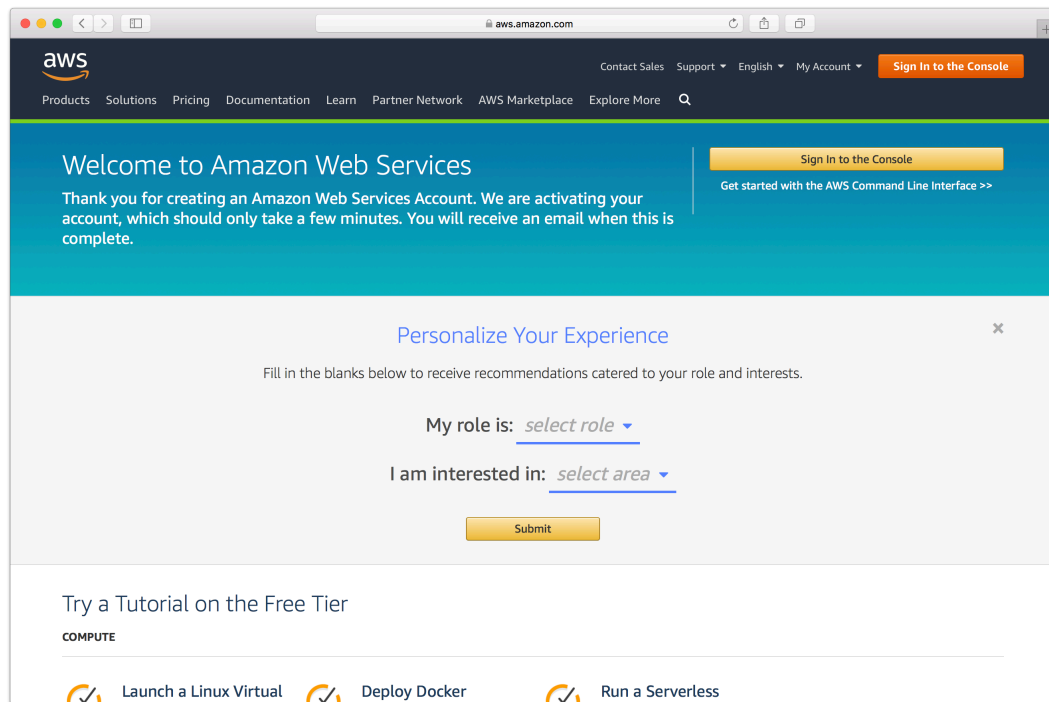 aws.amazon.com
aws
Contact Sales Support English My Account Sign In to the Console
Products Solutions Pricing Documentation Learn Partner Network AWS Marketplace Explore More
Welcome to Amazon Web Services
Thank you for creating an Amazon Web Services Account. We are activating your
account, which should only take a few minutes. You will receive an email when this is
complete.
Sign In to the Console
Get started with the AWS Command Line Interface >>
Personalize Your Experience
Fill in the blanks below to receive recommendations catered to your role and interests.
My role is: select role
I am interested in: select area
Submit
Try a Tutorial on the Free Tier
COMPUTE
Launch a Linux Virtual
Deploy Docker
Run a Serverless